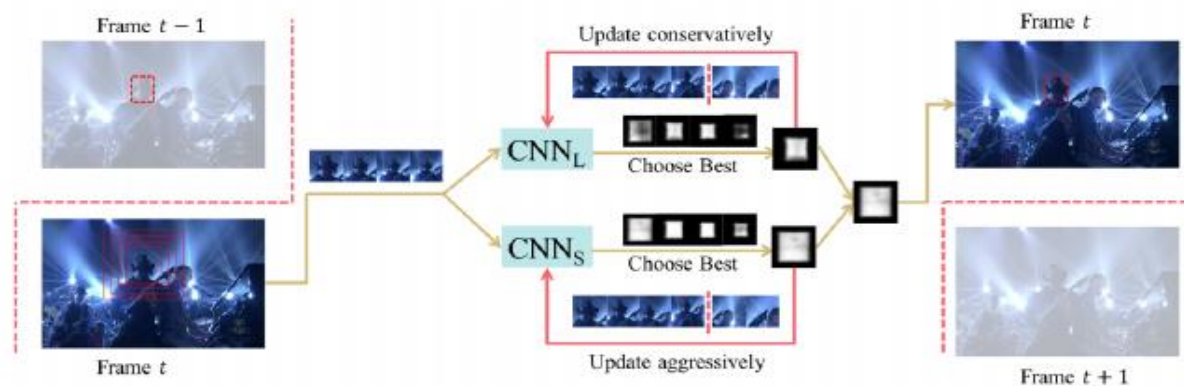 Frame t − 1
Frame t
Update conservatively
CNN_L
Choose Best
CNN_S
Choose Best
Update aggressively
Frame t
Frame t + 1